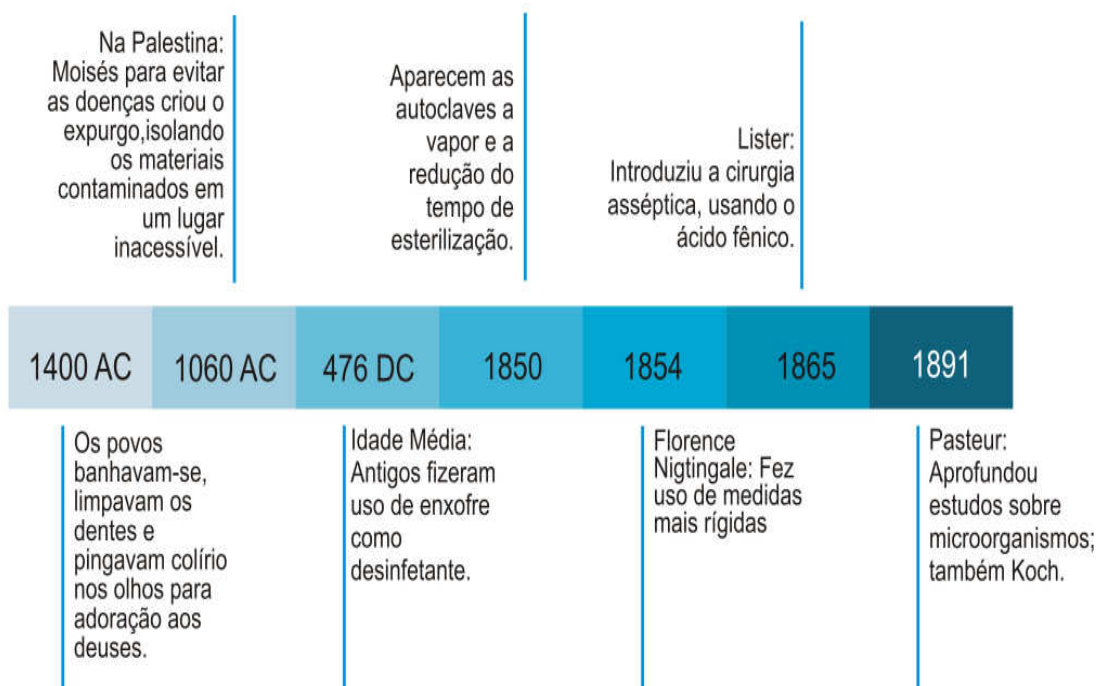 Na Palestina:
Moisés para evitar
as doenças criou o
expurgo,isolando
os materiais
contaminados em
um lugar
inacessível.
Aparecem as
autoclaves a
vapor e a
redução do
tempo de
esterilização.
Lister:
Introduziu a cirurgia
asséptica, usando o
ácido fênico.
1400 AC
1060 AC
476 DC
1850
1854
1865
1891
Os povos
banhavam-se,
limpavam os
dentes e
pingavam colírio
nos olhos para
adoração aos
deuses.
Idade Média:
Antigos fizeram
uso de enxofre
como
desinfetante.
Florence
Nigtingale: Fez
uso de medidas
mais rígidas
Pasteur:
Aprofundou
estudos sobre
microorganismos;
também Koch.